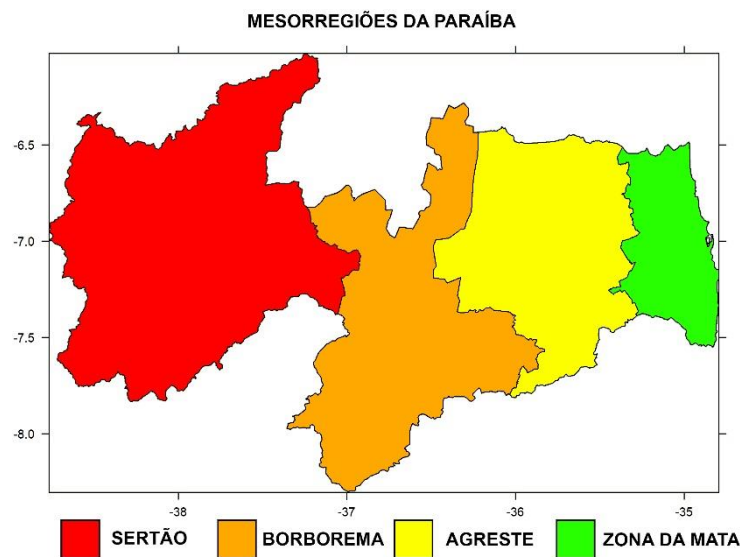 MESORREGIÕES DA PARAÍBA
-6.5
-7.0
-7.5
-8.0
-38 -37 -36 -35
SERTÃO BORBOREMA AGRESTE ZONA DA MATA